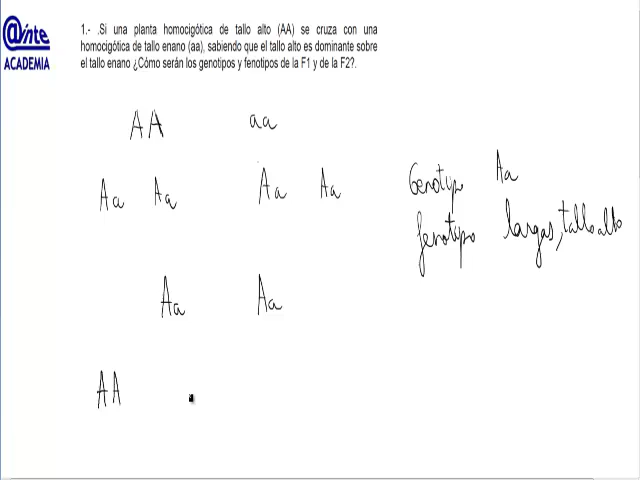 @inte
ACADEMIA
1.- .Si una planta homocigótica de tallo alto (AA) se cruza con una
homocigótica de tallo enano (aa), sabiendo que el tallo alto es dominante sobre
el tallo enano ¿Cómo serán los genotipos y fenotipos de la F1 y de la F2?.
AA aa
Aa Aa Aa Aa Genotipo Aa
fenotipo largas, tallo alto
Aa Aa
AA